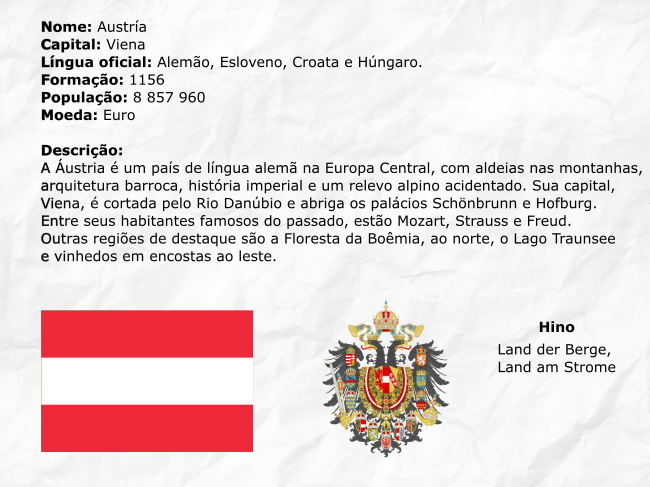 Nome: Austría
Capital: Viena
Língua oficial: Alemão, Esloveno, Croata e Húngaro.
Formação: 1156
População: 8 857 960
Moeda: Euro
Descrição:
A Áustria é um país de língua alemã na Europa Central, com aldeias nas montanhas,
arquitetura barroca, história imperial e um relevo alpino acidentado. Sua capital,
Viena, é cortada pelo Rio Danúbio e abriga os palácios Schönbrunn e Hofburg.
Entre seus habitantes famosos do passado, estão Mozart, Strauss e Freud.
Outras regiões de destaque são a Floresta da Boêmia, ao norte, o Lago Traunsee
e vinhedos em encostas ao leste.
Hino
Land der Berge,
Land am Strome